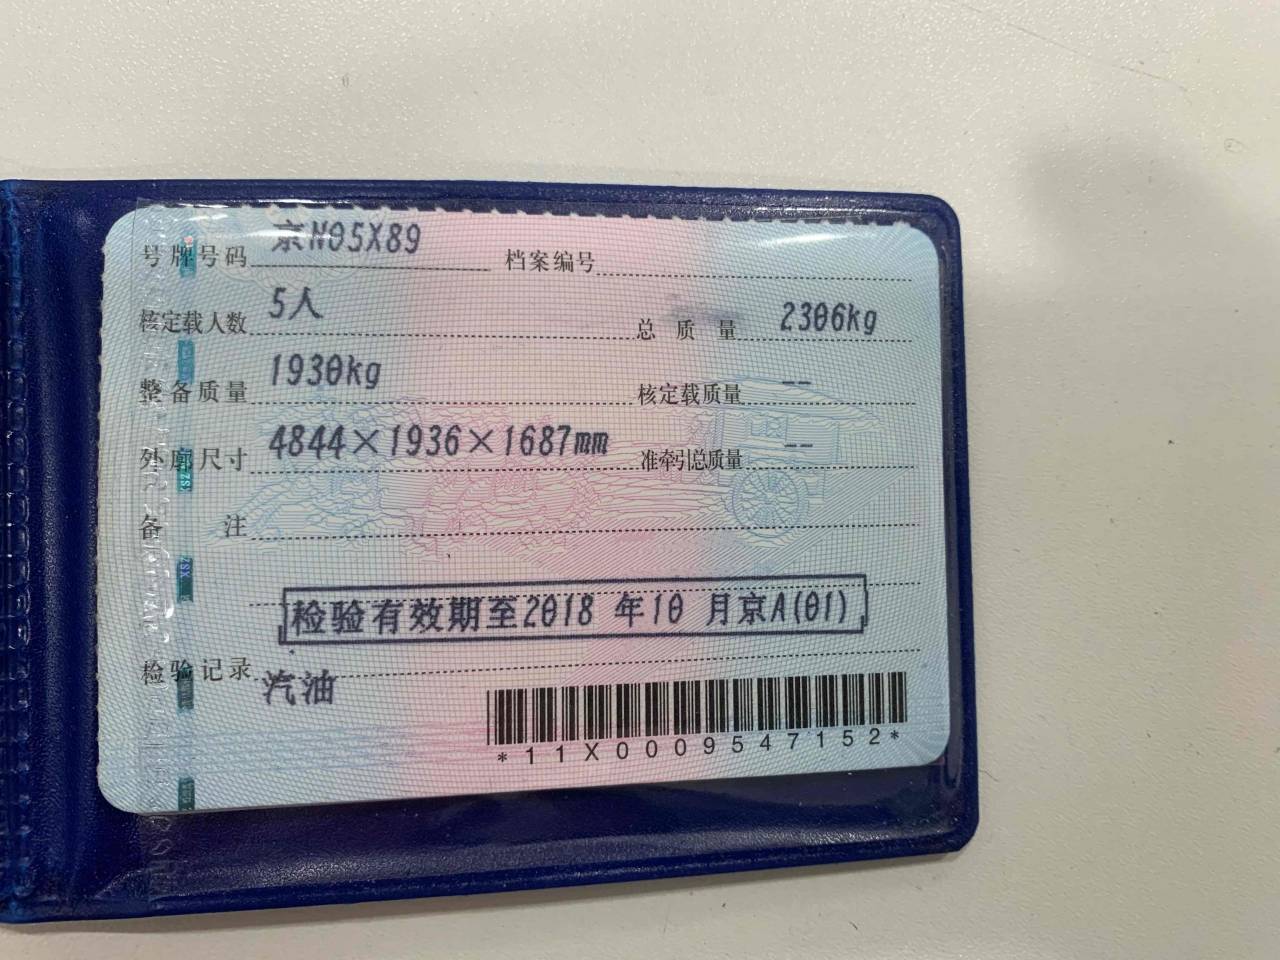 号牌号码 京N05X89 档案编号
核定载人数 5人 总质量 2306kg
整备质量 1930kg 核定载质量 --
外廓尺寸 4844×1936×1687mm 准牵引总质量 --
备注
检验有效期至2018 年10 月京A(01)
检验记录 汽油
*11X0009547152*